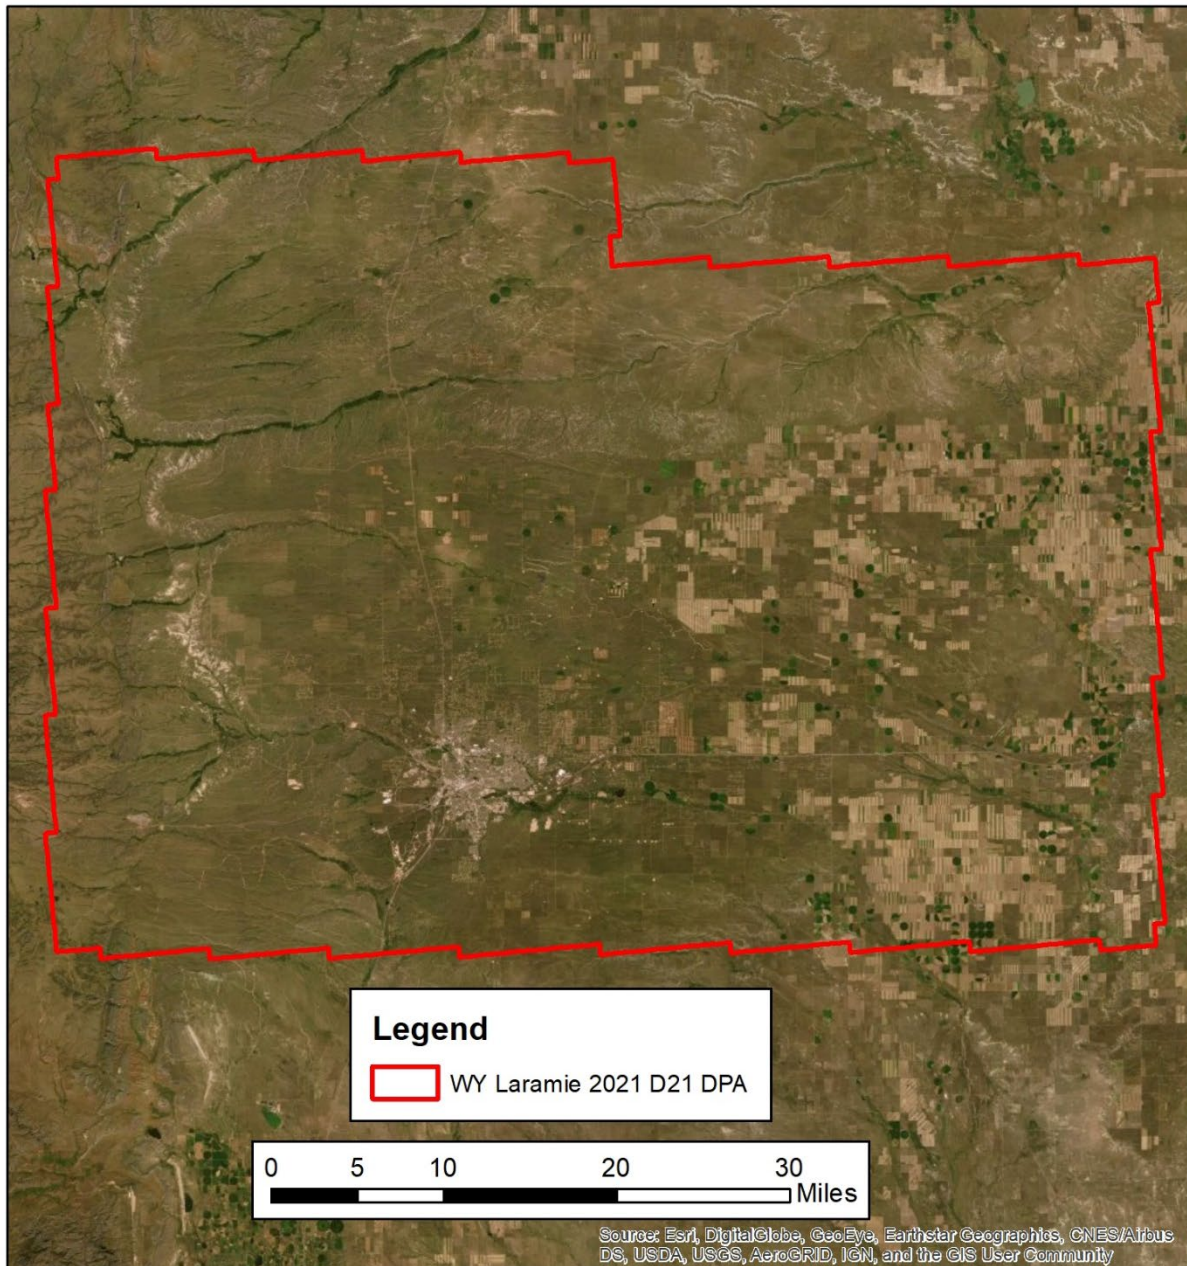 Legend
WY Laramie 2021 D21 DPA
0 5 10 20 30
Miles
Source: Esri, DigitalGlobe, GeoEye, Earthstar Geographics, CNES/Airbus
DS, USDA, USGS, AeroGRID, IGN, and the GIS User Community